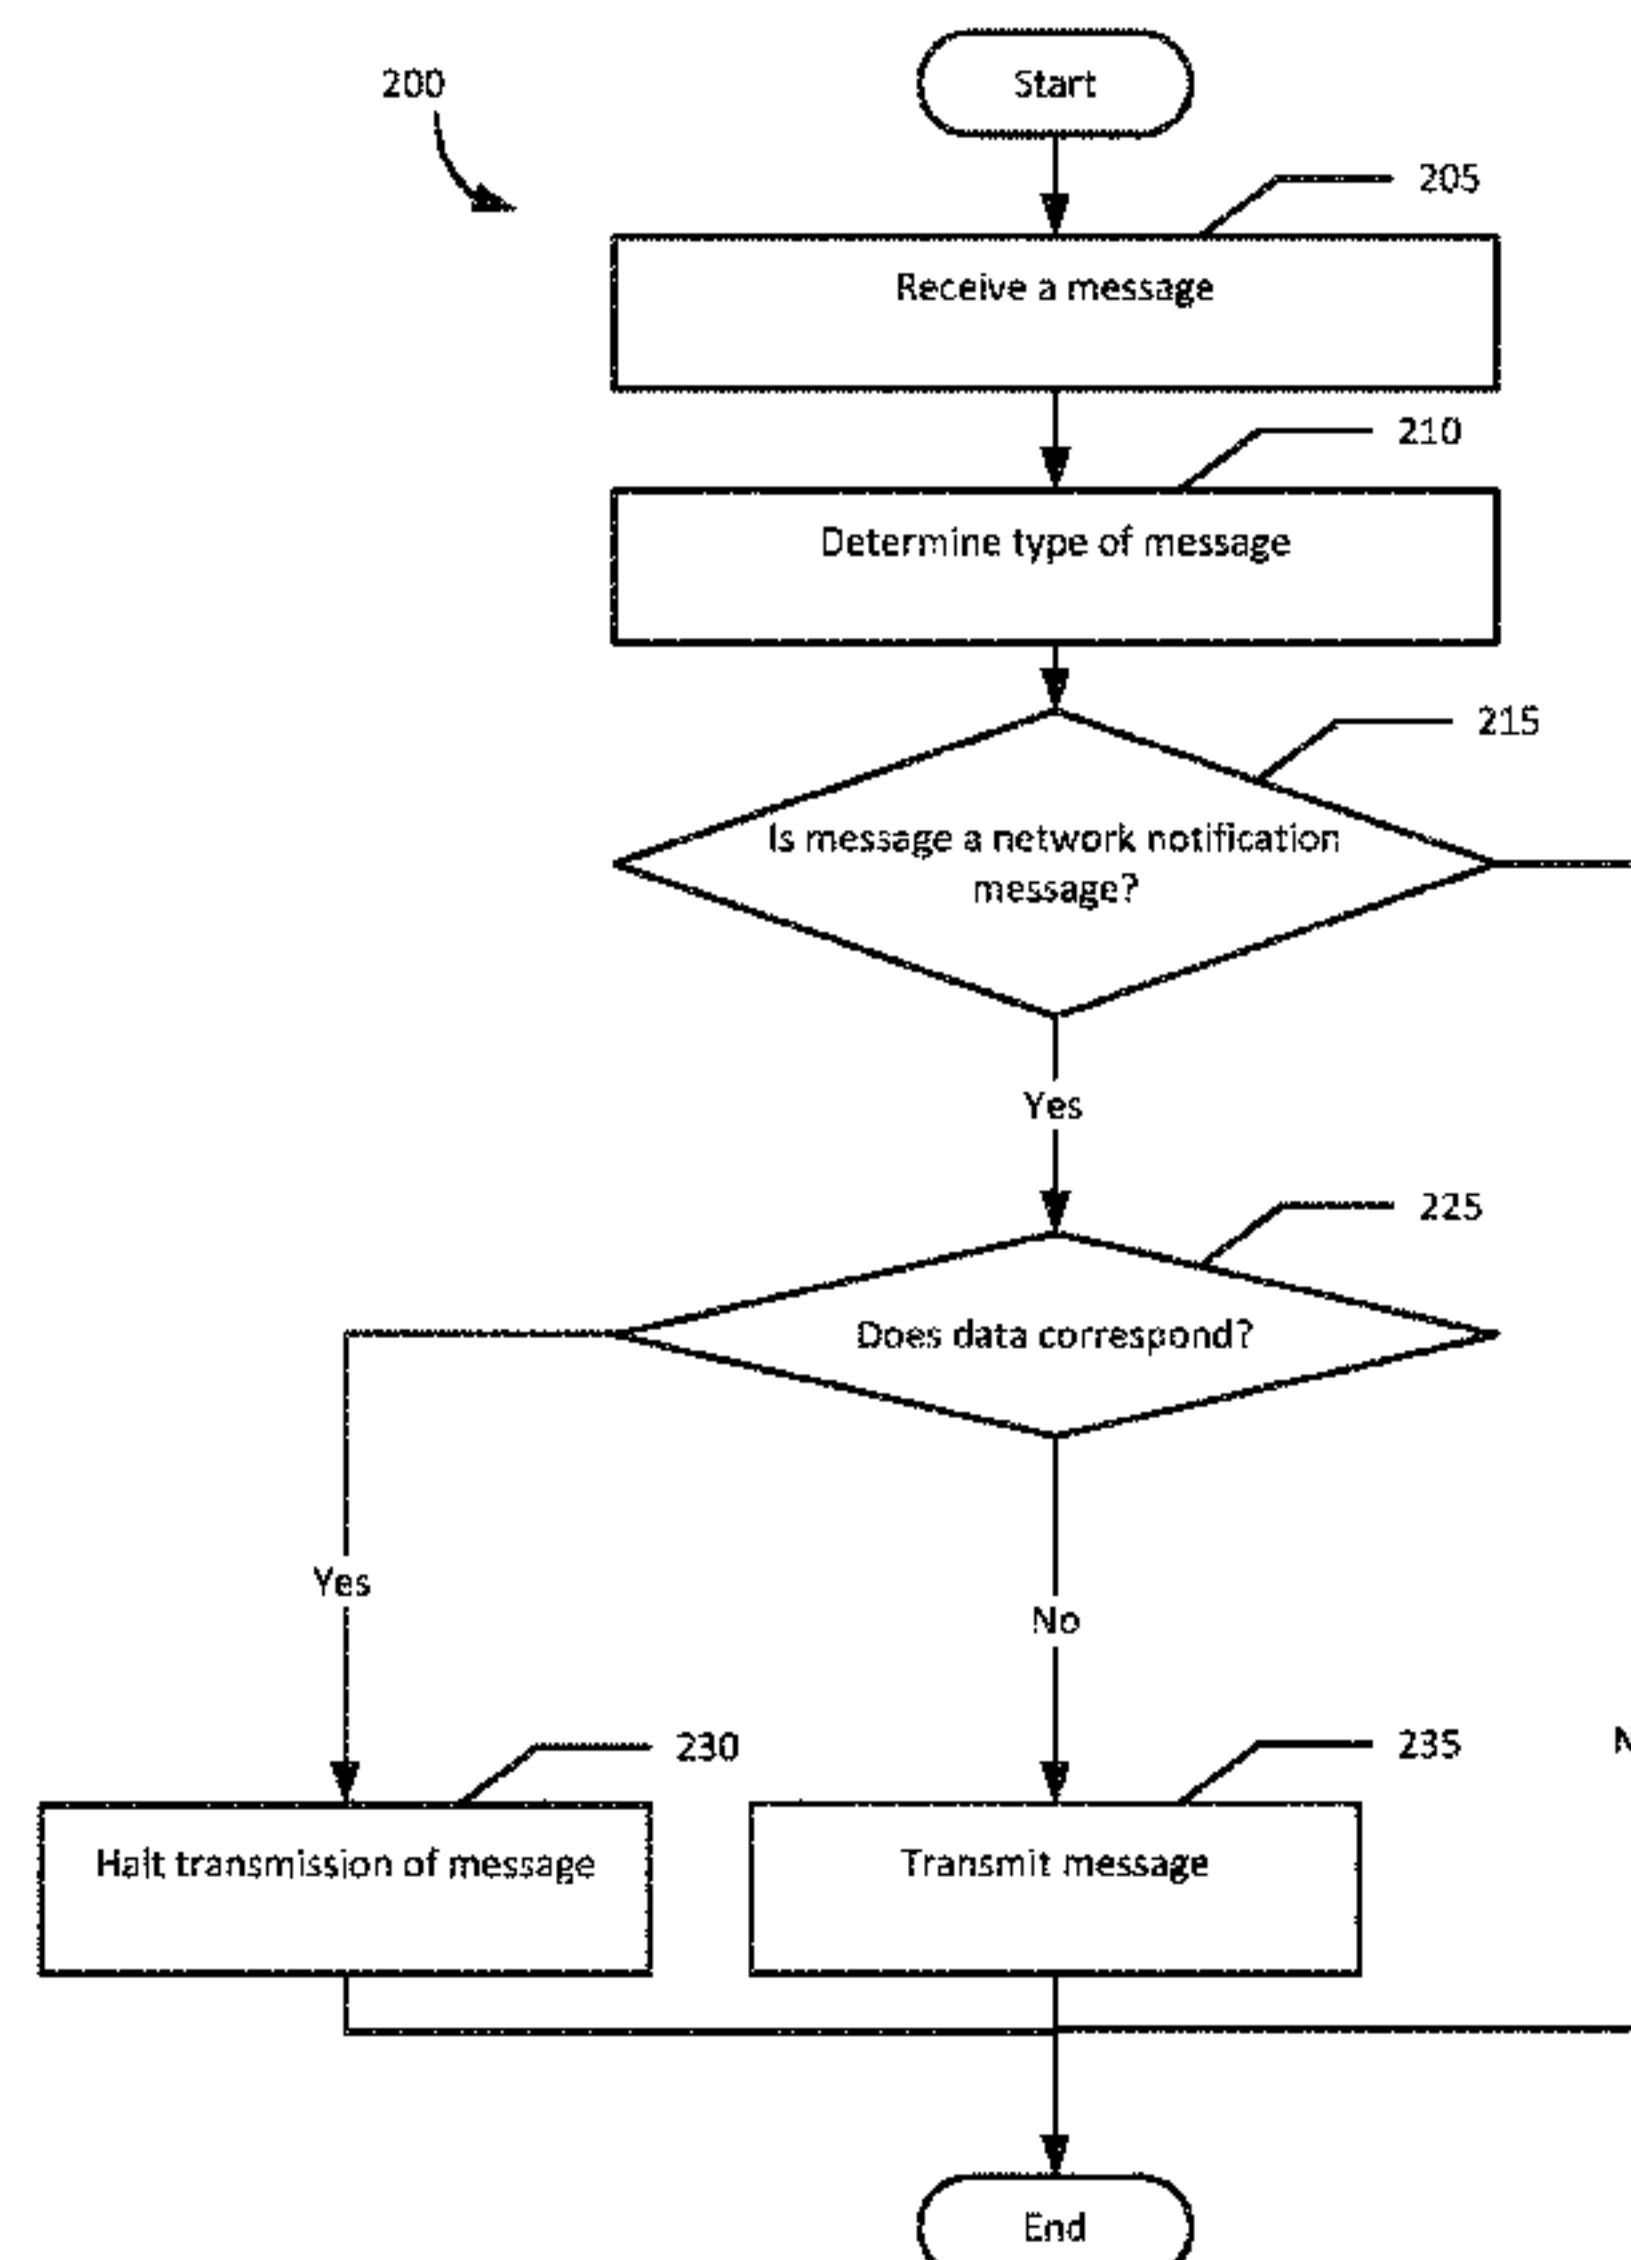 Start
200
205
Receive a message
210
Determine type of message
215
Is message a network notification
message?
Yes
225
Does data correspond?
Yes
No
230
235
Halt transmission of message
Transmit message
End